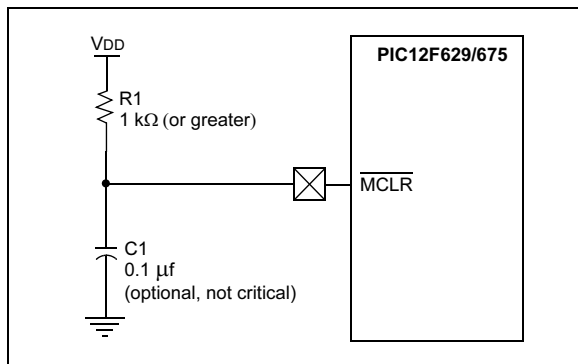 VDD
PIC12F629/675
R1
1 kΩ (or greater)
MCLR
C1
0.1 μf
(optional, not critical)